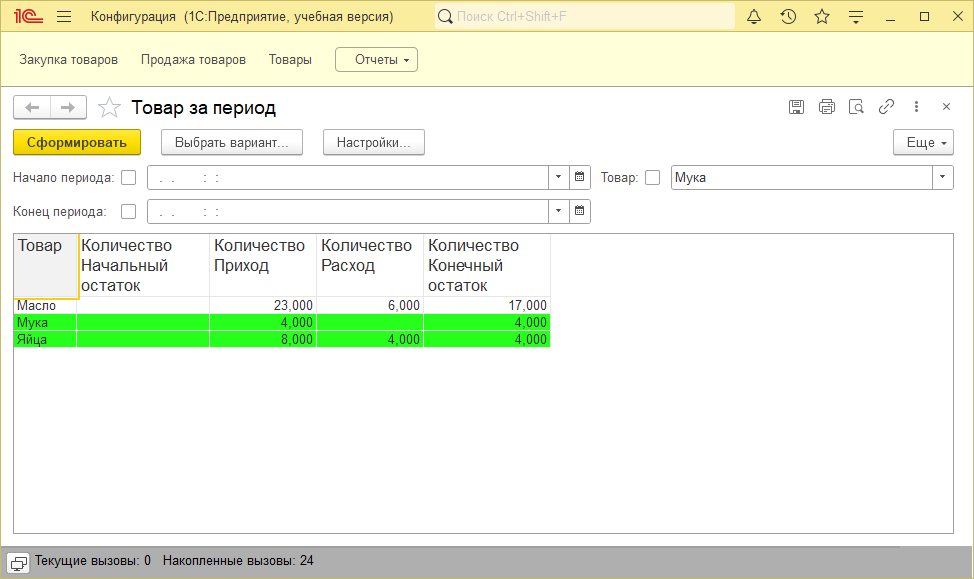 1С Конфигурация (1С:Предприятие, учебная версия) Поиск Ctrl+Shift+F
Закупка товаров Продажа товаров Товары Отчеты
Товар за период
Сформировать Выбрать вариант... Настройки... Еще
Начало периода: . . : : Товар: Мука
Конец периода: . . : :
Товар Количество Количество Количество Количество
Начальный Приход Расход Конечный
остаток остаток
Масло 23,000 6,000 17,000
Мука 4,000 4,000
Яйца 8,000 4,000 4,000
Текущие вызовы: 0 Накопленные вызовы: 24